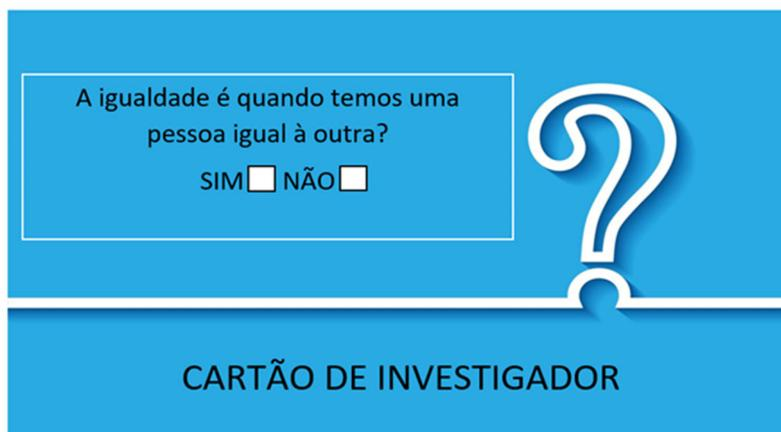 A igualdade é quando temos uma
pessoa igual à outra?
SIM NÃO
CARTÃO DE INVESTIGADOR